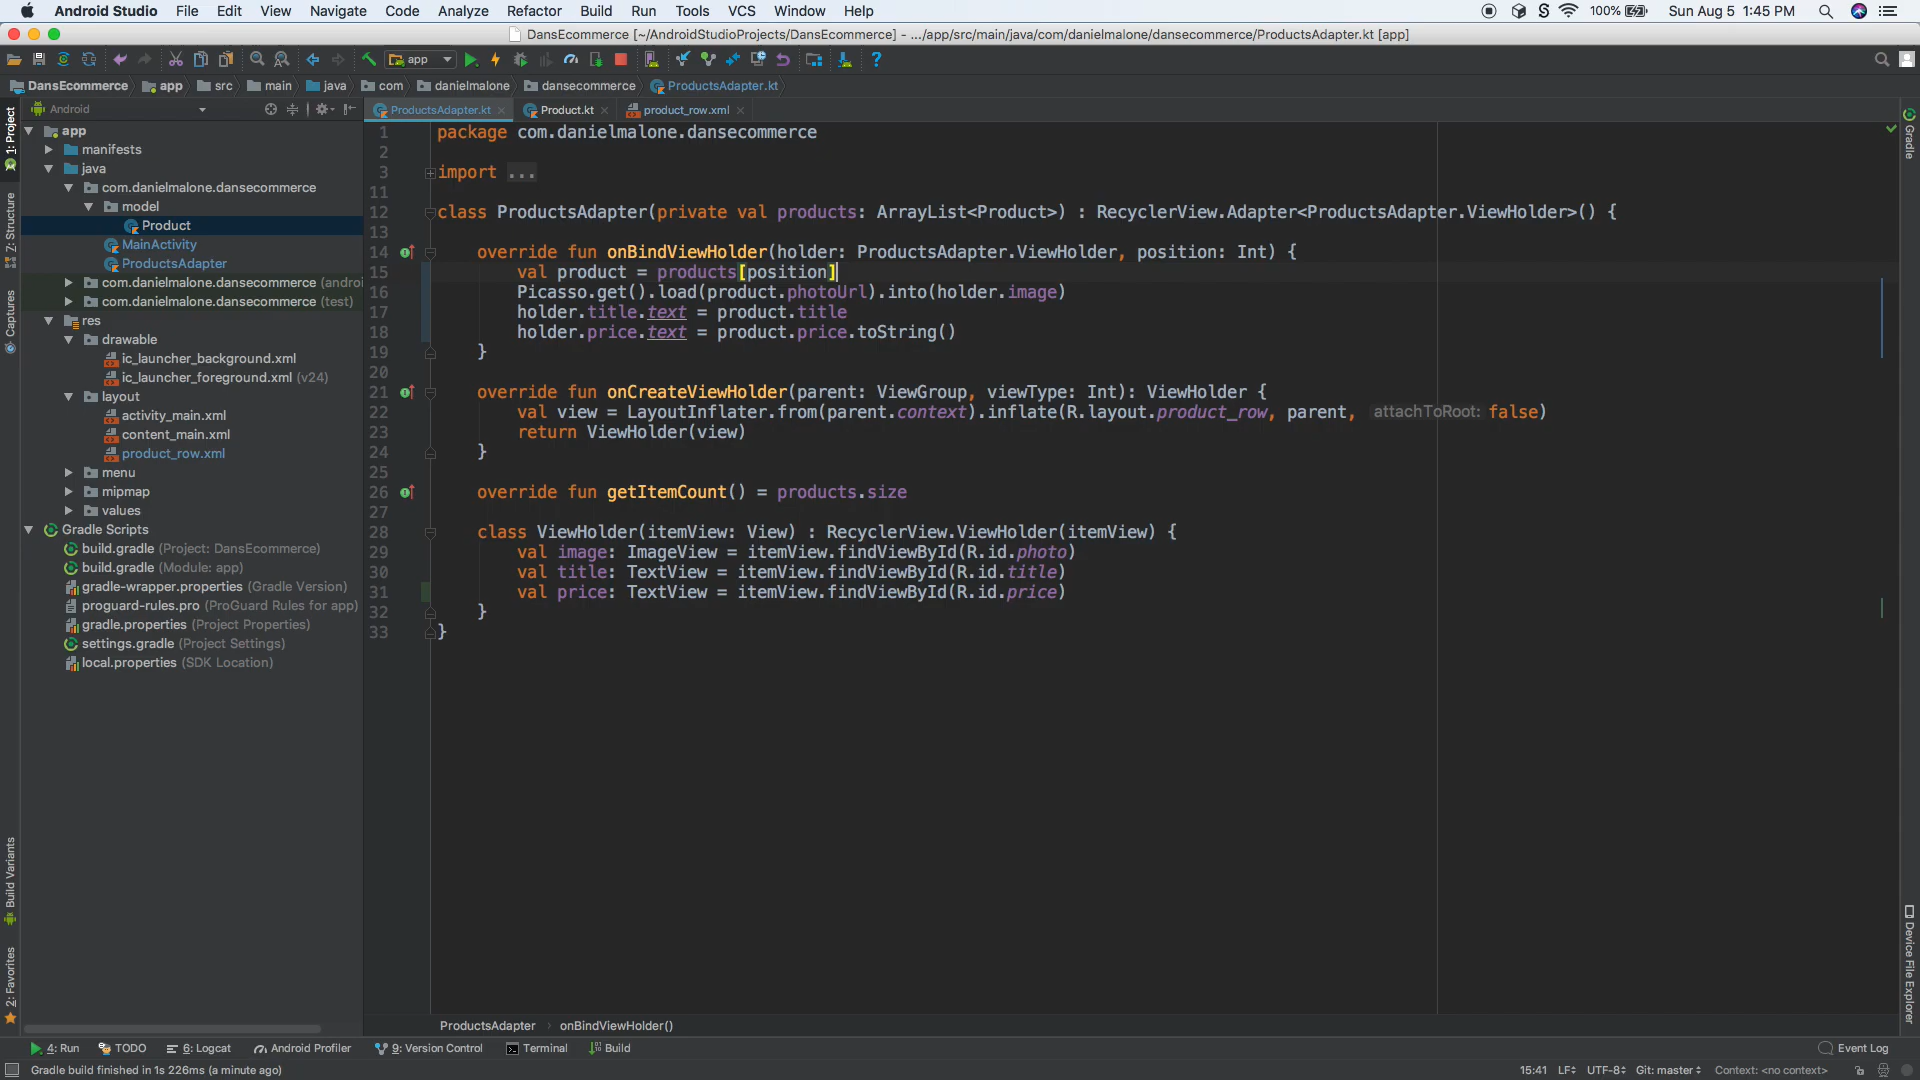 Android Studio File Edit View Navigate Code Analyze Refactor Build Run Tools VCS Window Help 100% Sun Aug 5 1:45 PM
DansEcommerce [~/AndroidStudioProjects/DansEcommerce] - .../app/src/main/java/com/danielmalone/dansecommerce/ProductsAdapter.kt [app]
app
DansEcommerce app src main java com danielmalone dansecommerce ProductsAdapter.kt
Android
ProductsAdapter.kt Product.kt product_row.xml
1: Project
Z: Structure
Captures
Build Variants
2: Favorites
app
manifests
java
com.danielmalone.dansecommerce
model
Product
MainActivity
ProductsAdapter
com.danielmalone.dansecommerce (androi
com.danielmalone.dansecommerce (test)
res
drawable
ic_launcher_background.xml
ic_launcher_foreground.xml (v24)
layout
activity_main.xml
content_main.xml
product_row.xml
menu
mipmap
values
Gradle Scripts
build.gradle (Project: DansEcommerce)
build.gradle (Module: app)
gradle-wrapper.properties (Gradle Version)
proguard-rules.pro (ProGuard Rules for app)
gradle.properties (Project Properties)
settings.gradle (Project Settings)
local.properties (SDK Location)
1 package com.danielmalone.dansecommerce
2
3 import ...
11
12 class ProductsAdapter(private val products: ArrayList<Product>) : RecyclerView.Adapter<ProductsAdapter.ViewHolder>() {
13
14 override fun onBindViewHolder(holder: ProductsAdapter.ViewHolder, position: Int) {
15 val product = products[position]
16 Picasso.get().load(product.photoUrl).into(holder.image)
17 holder.title.text = product.title
18 holder.price.text = product.price.toString()
19 }
20
21 override fun onCreateViewHolder(parent: ViewGroup, viewType: Int): ViewHolder {
22 val view = LayoutInflater.from(parent.context).inflate(R.layout.product_row, parent, attachToRoot: false)
23 return ViewHolder(view)
24 }
25
26 override fun getItemCount() = products.size
27
28 class ViewHolder(itemView: View) : RecyclerView.ViewHolder(itemView) {
29 val image: ImageView = itemView.findViewById(R.id.photo)
30 val title: TextView = itemView.findViewById(R.id.title)
31 val price: TextView = itemView.findViewById(R.id.price)
32 }
33 }
Gradle
Device File Explorer
ProductsAdapter › onBindViewHolder()
4: Run TODO 6: Logcat Android Profiler 9: Version Control Terminal Build Event Log
Gradle build finished in 1s 226ms (a minute ago) 15:41 LF UTF-8 Git: master Context: <no context>